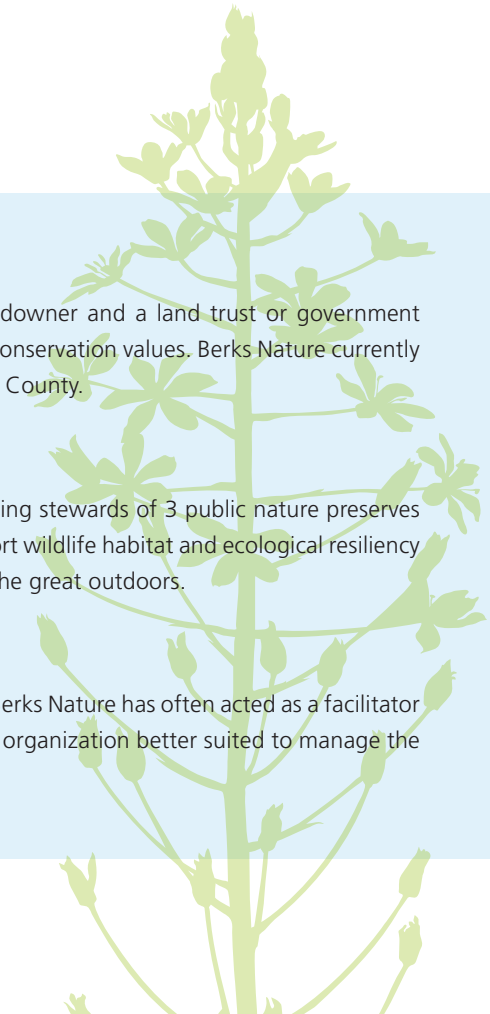 downer and a land trust or government
onservation values. Berks Nature currently
County.
ing stewards of 3 public nature preserves
ort wildlife habitat and ecological resiliency
he great outdoors.
erks Nature has often acted as a facilitator
organization better suited to manage the